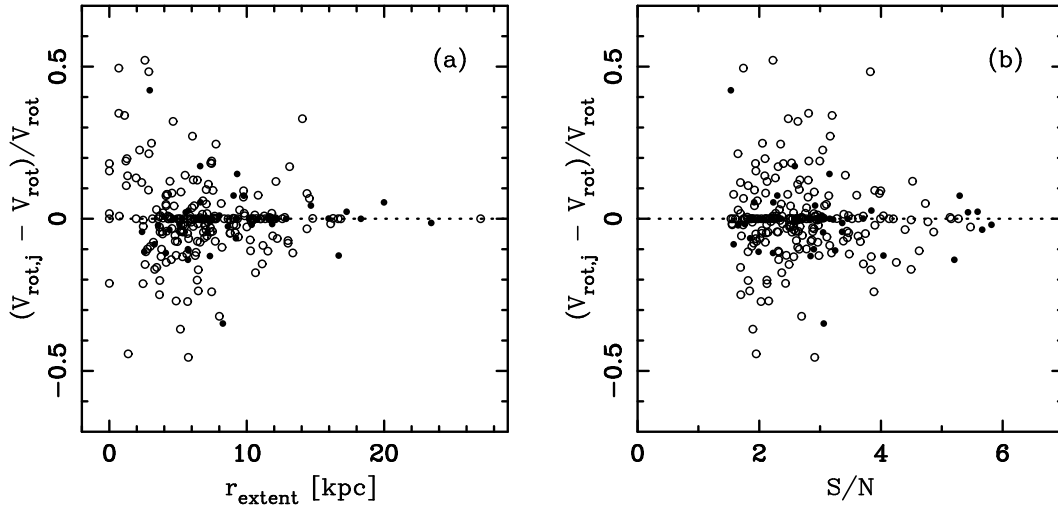 (a)
(V_rot,j − V_rot)/V_rot
0.5
0
−0.5
0 10 20
r_extent [kpc]
(b)
(V_rot,j − V_rot)/V_rot
0.5
0
−0.5
0 2 4 6
S/N